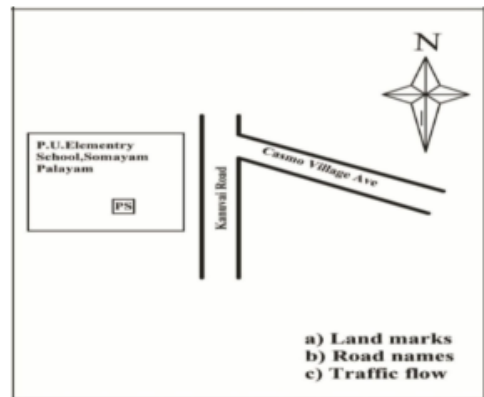 N
P.U.Elementry
School,Somayam
Palayam
PS
Kanuvai Road
Casmo Village Ave
a) Land marks
b) Road names
c) Traffic flow